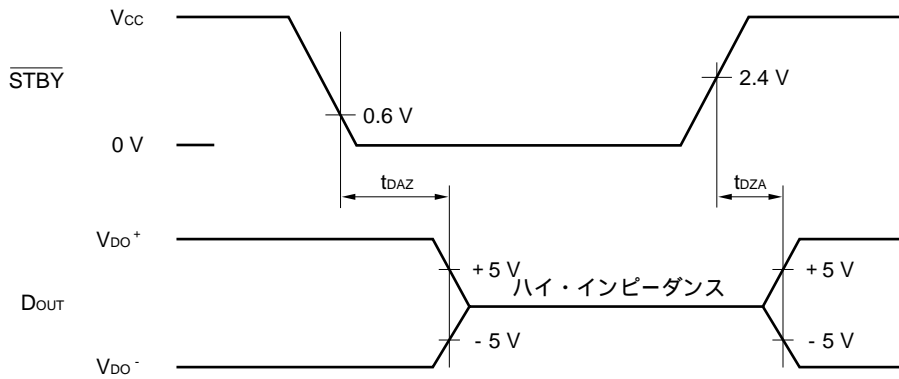 VCC
STBY
2.4 V
0.6 V
0 V
tDAZ
tDZA
VDO +
+ 5 V
+ 5 V
ハイ・インピーダンス
DOUT
- 5 V
- 5 V
VDO -